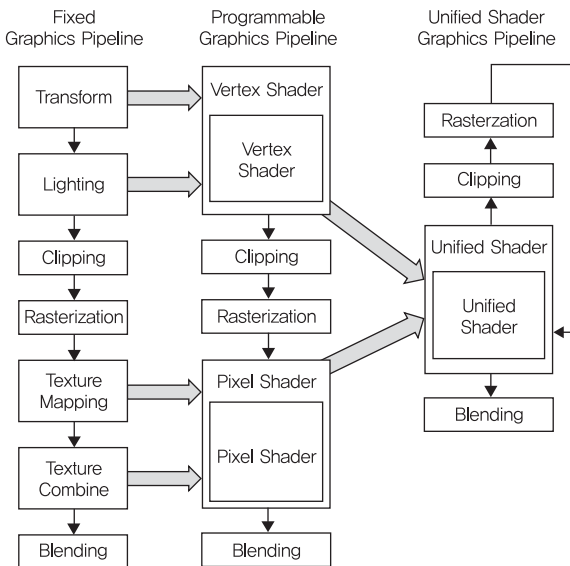 Fixed
Graphics Pipeline
Transform
Lighting
Clipping
Rasterization
Texture
Mapping
Texture
Combine
Blending
Programmable
Graphics Pipeline
Vertex Shader
Vertex
Shader
Clipping
Rasterization
Pixel Shader
Pixel Shader
Blending
Unified Shader
Graphics Pipeline
Rasterzation
Clipping
Unified Shader
Unified
Shader
Blending